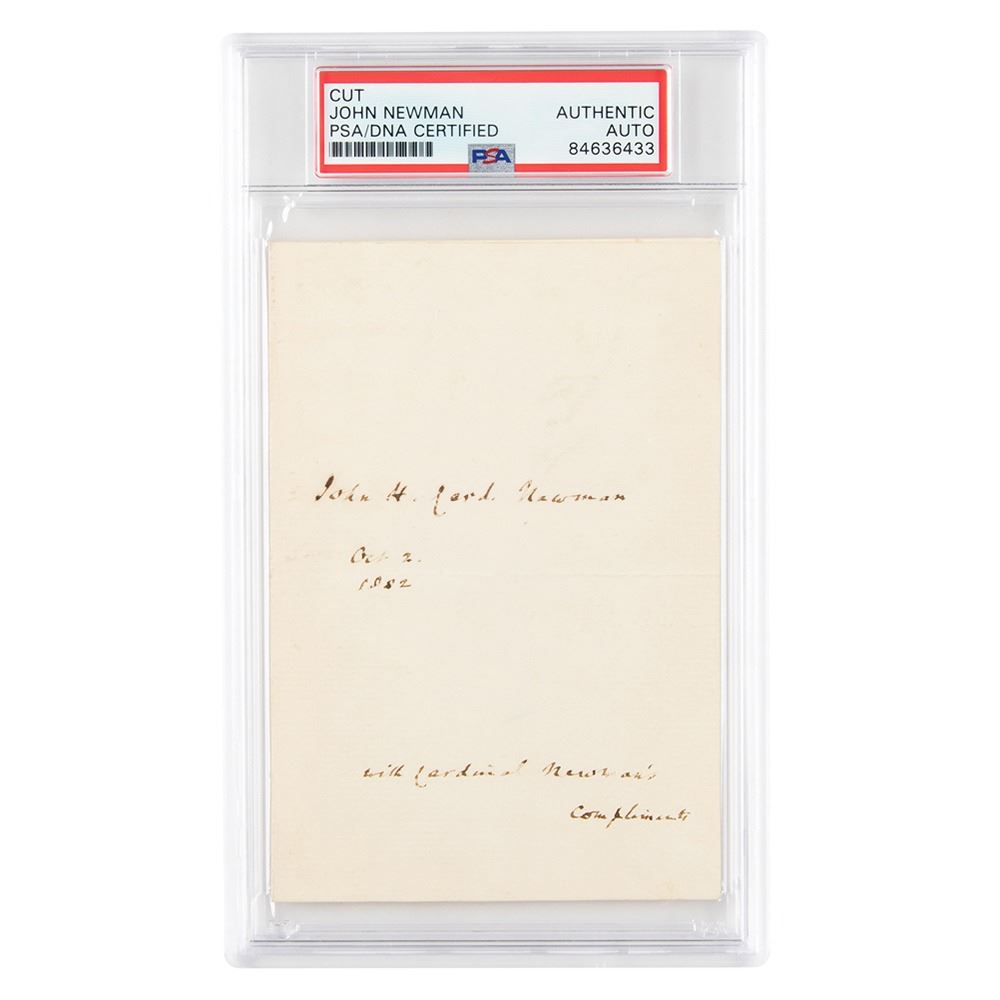 CUT
JOHN NEWMAN
PSA/DNA CERTIFIED
AUTHENTIC
AUTO
84636433
PSA
John H. Card. Newman
Oct 2.
1882
with Cardinal Newman's
Compliments